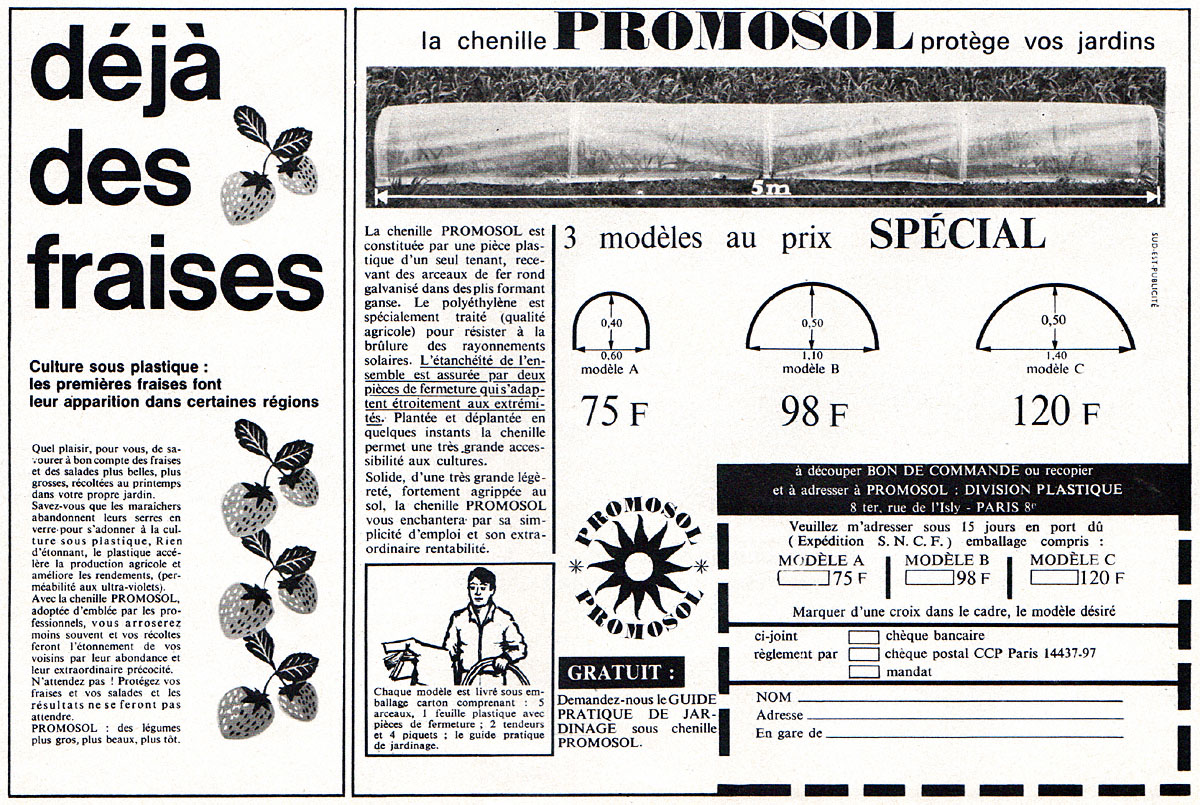 déjà
des
fraises
Culture sous plastique :
les premières fraises font
leur apparition dans certaines régions
Quel plaisir, pour vous, de sa-
vourer à bon compte des fraises
et des salades plus belles, plus
grosses, récoltées au printemps
dans votre propre jardin.
Savez-vous que les maraichers
abandonnent leurs serres en
verre pour s'adonner à la cul-
ture sous plastique, Rien
d'étonnant, le plastique accé-
lère la production agricole et
améliore les rendements, (per-
méabilité aux ultra-violets).
Avec la chenille PROMOSOL,
adoptée d'emblée par les pro-
fessionnels, vous arroserez
moins souvent et vos récoltes
feront l'étonnement de vos
voisins par leur abondance et
leur extraordinaire précocité.
N'attendez pas ! Protégez vos
fraises et vos salades et les
résultats ne se feront pas
attendre.
PROMOSOL : des légumes
plus gros, plus beaux, plus tôt.
la chenille PROMOSOL protège vos jardins
5m
La chenille PROMOSOL est
constituée par une pièce plas-
tique d'un seul tenant, rece-
vant des arceaux de fer rond
galvanisé dans des plis formant
ganse. Le polyéthylène est
spécialement traité (qualité
agricole) pour résister à la
brûlure des rayonnements
solaires. L'étanchéité de l'en-
semble est assurée par deux
pièces de fermeture qui s'adap-
tent étroitement aux extrémi-
tés. Plantée et déplantée en
quelques instants la chenille
permet une très grande acces-
sibilité aux cultures.
Solide, d'une très grande légè-
reté, fortement agrippée au
sol, la chenille PROMOSOL
vous enchantera par sa sim-
plicité d'emploi et son extra-
ordinaire rentabilité.
Chaque modèle est livré sous em-
ballage carton comprenant : 5
arceaux, 1 feuille plastique avec
pièces de fermeture ; 2 tendeurs
et 4 piquets ; le guide pratique
de jardinage.
3 modèles au prix SPÉCIAL
SUD-EST-PUBLICITÉ
0,40 0,50 0,50
0,60 1,10 1,40
modèle A modèle B modèle C
75 F 98 F 120 F
PROMOSOL
PROMOSOL
GRATUIT :
Demandez-nous le GUIDE
PRATIQUE DE JAR-
DINAGE sous chenille
PROMOSOL.
à découper BON DE COMMANDE ou recopier
et à adresser à PROMOSOL : DIVISION PLASTIQUE
8 ter, rue de l'Isly - PARIS 8e
Veuillez m'adresser sous 15 jours en port dû
(Expédition S.N.C.F.) emballage compris :
MODÈLE A MODÈLE B MODÈLE C
75 F 98 F 120 F
Marquer d'une croix dans le cadre, le modèle désiré
ci-joint chèque bancaire
règlement par chèque postal CCP Paris 14437-97
mandat
NOM
Adresse
En gare de